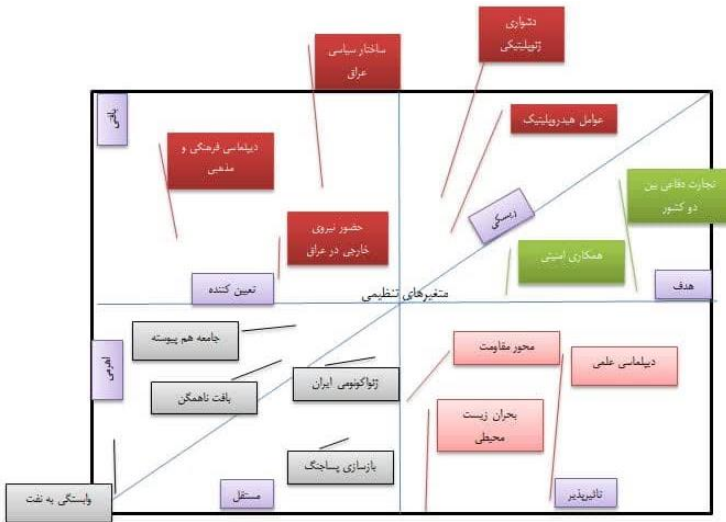 دشواری
ژئوپلیتیکی
ساختار سیاسی
عراق
عوامل هیدروپلیتیک
بافتی
دیپلماسی فرهنگی و
مذهبی
تجارت دفاعی بین
دو کشور
ریسکی
حضور نیروی
خارجی در عراق
همکاری امنیتی
هدف
تعیین کننده
متغیرهای تنظیمی
جامعه هم پیوسته
محور مقاومت
دیپلماسی علمی
اهرمی
ژئواکونومی ایران
بافت ناهمگن
بحران زیست
محیطی
بازسازی پساجنگ
وابستگی به نفت
مستقل
تاثیرپذیر